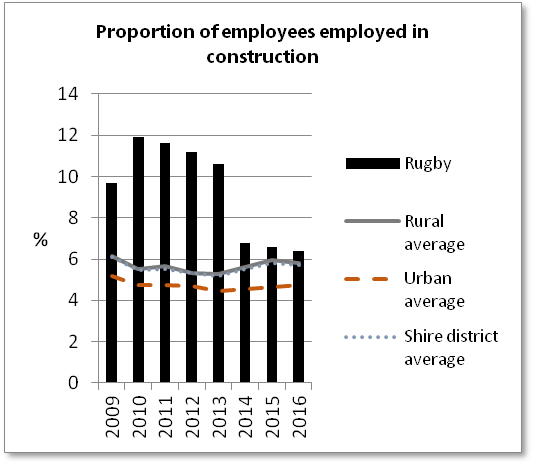 Proportion of employees employed in
construction
14
12
10
8
6
4
2
0
%
2009
2010
2011
2012
2013
2014
2015
2016
Rugby
Rural
average
Urban
average
Shire district
average